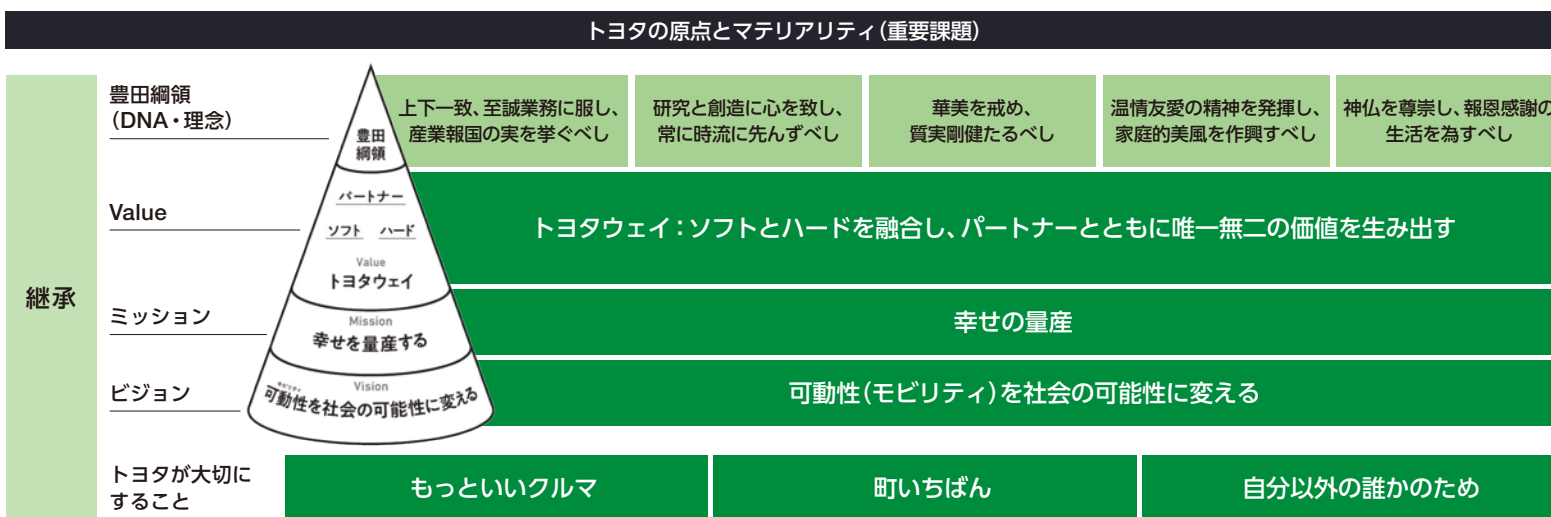 トヨタの原点とマテリアリティ(重要課題)
継承
豊田綱領
(DNA・理念)
上下一致、至誠業務に服し、
産業報国の実を挙ぐべし
研究と創造に心を致し、
常に時流に先んずべし
華美を戒め、
質実剛健たるべし
温情友愛の精神を発揮し、
家庭的美風を作興すべし
神仏を尊崇し、報恩感謝の
生活を為すべし
豊田
綱領
Value
パートナー
ソフト ハード
Value
トヨタウェイ
トヨタウェイ:ソフトとハードを融合し、パートナーとともに唯一無二の価値を生み出す
ミッション
Mission
幸せを量産する
幸せの量産
ビジョン
Vision
モビリティ
可動性を社会の可能性に変える
可動性(モビリティ)を社会の可能性に変える
トヨタが大切に
すること
もっといいクルマ
町いちばん
自分以外の誰かのため